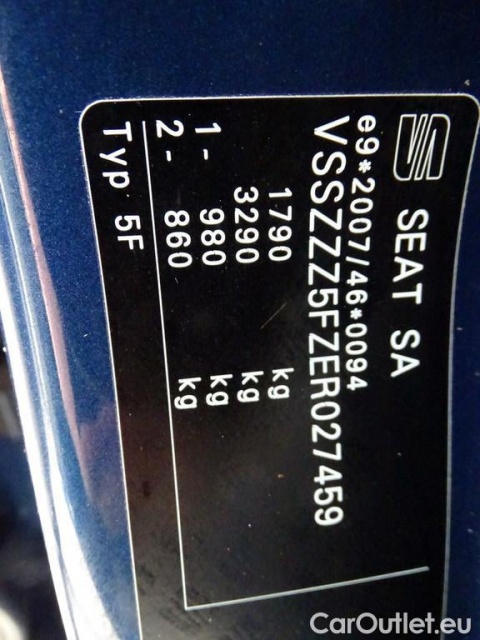 SEAT SA
e9*2007/46*0094
VSSZZZ5FZER027459
1790 kg
3290 kg
1- 980 kg
2- 860 kg
Typ 5F
CarOutlet.eu